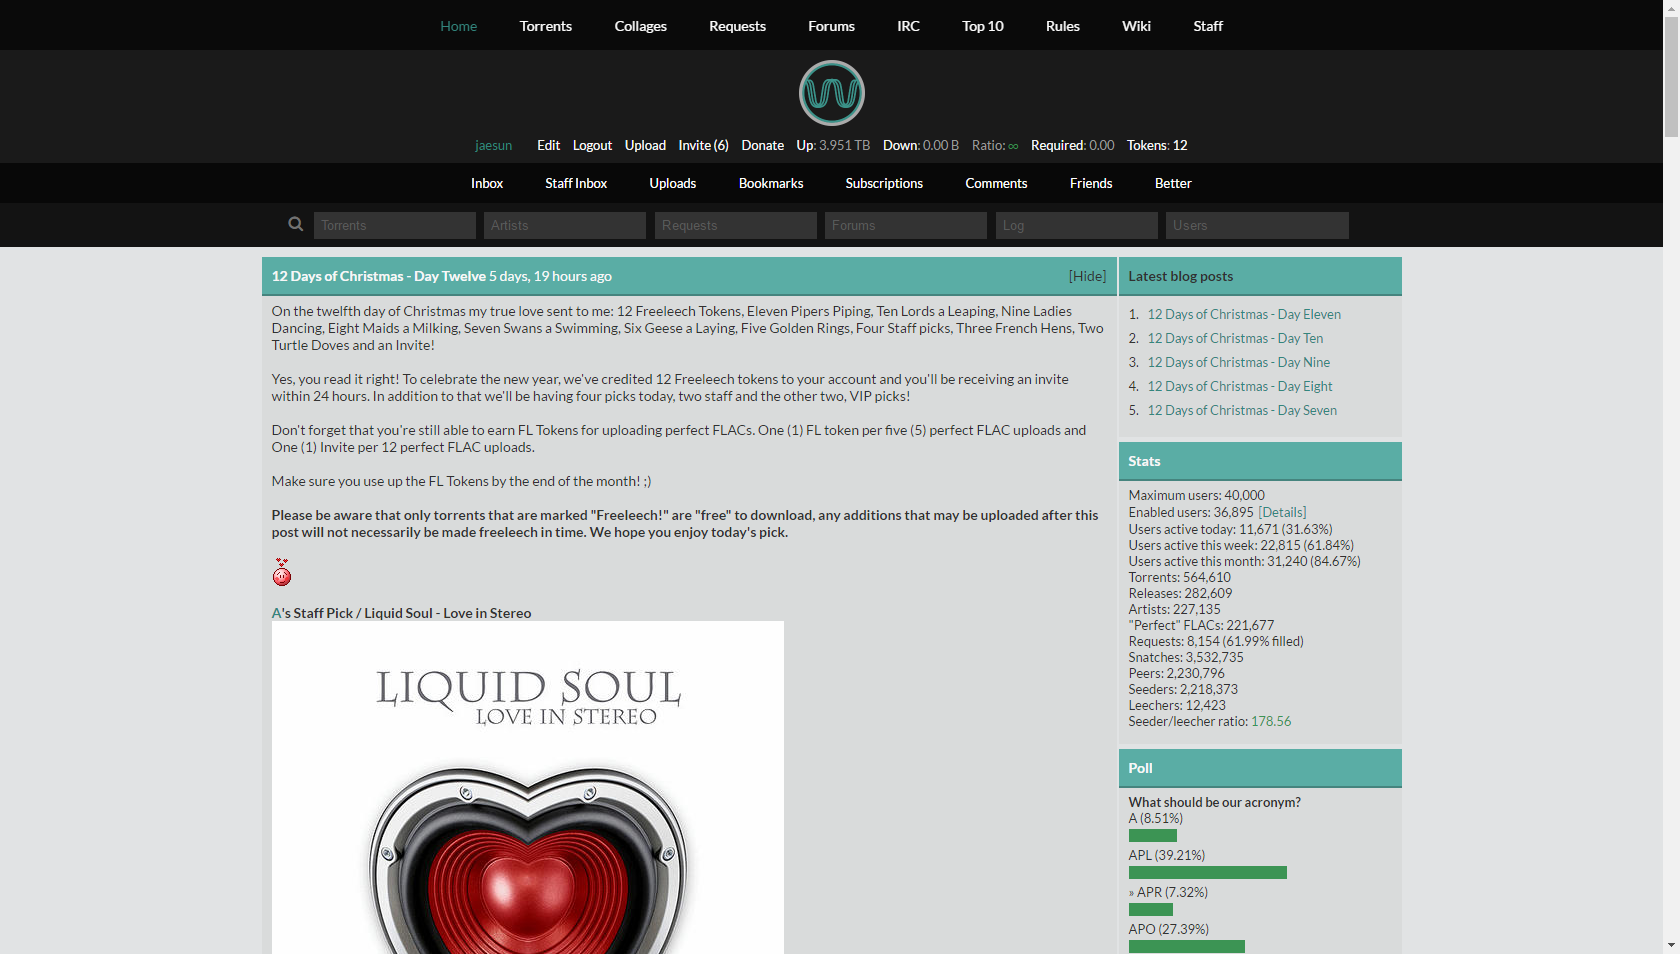 Home Torrents Collages Requests Forums IRC Top 10 Rules Wiki Staff
jaesun Edit Logout Upload Invite (6) Donate Up: 3.951 TB Down: 0.00 B Ratio: ∞ Required: 0.00 Tokens: 12
Inbox Staff Inbox Uploads Bookmarks Subscriptions Comments Friends Better
Torrents Artists Requests Forums Log Users
12 Days of Christmas - Day Twelve 5 days, 19 hours ago [Hide]
On the twelfth day of Christmas my true love sent to me: 12 Freeleech Tokens, Eleven Pipers Piping, Ten Lords a Leaping, Nine Ladies
Dancing, Eight Maids a Milking, Seven Swans a Swimming, Six Geese a Laying, Five Golden Rings, Four Staff picks, Three French Hens, Two
Turtle Doves and an Invite!
Yes, you read it right! To celebrate the new year, we've credited 12 Freeleech tokens to your account and you'll be receiving an invite
within 24 hours. In addition to that we'll be having four picks today, two staff and the other two, VIP picks!
Don't forget that you're still able to earn FL Tokens for uploading perfect FLACs. One (1) FL token per five (5) perfect FLAC uploads and
One (1) Invite per 12 perfect FLAC uploads.
Make sure you use up the FL Tokens by the end of the month! ;)
Please be aware that only torrents that are marked "Freeleech!" are "free" to download, any additions that may be uploaded after this
post will not necessarily be made freeleech in time. We hope you enjoy today's pick.
A's Staff Pick / Liquid Soul - Love in Stereo
LIQUID SOUL
LOVE IN STEREO
Latest blog posts
1. 12 Days of Christmas - Day Eleven
2. 12 Days of Christmas - Day Ten
3. 12 Days of Christmas - Day Nine
4. 12 Days of Christmas - Day Eight
5. 12 Days of Christmas - Day Seven
Stats
Maximum users: 40,000
Enabled users: 36,895 [Details]
Users active today: 11,671 (31.63%)
Users active this week: 22,815 (61.84%)
Users active this month: 31,240 (84.67%)
Torrents: 564,610
Releases: 282,609
Artists: 227,135
"Perfect" FLACs: 221,677
Requests: 8,154 (61.99% filled)
Snatches: 3,532,735
Peers: 2,230,796
Seeders: 2,218,373
Leechers: 12,423
Seeder/leecher ratio: 178.56
Poll
What should be our acronym?
A (8.51%)
APL (39.21%)
» APR (7.32%)
APO (27.39%)